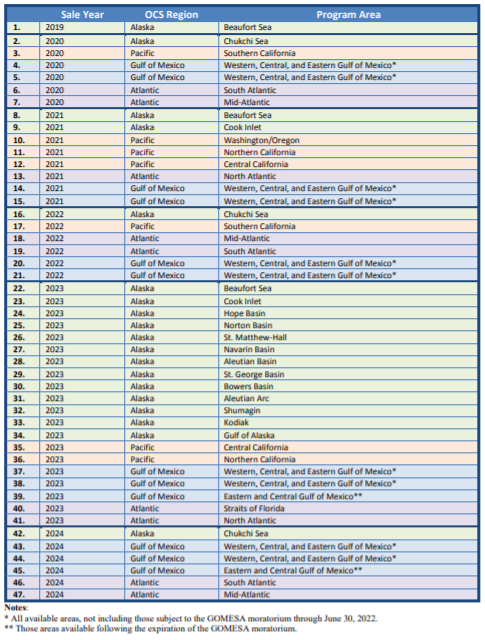 Sale Year OCS Region Program Area
1. 2019 Alaska Beaufort Sea
2. 2020 Alaska Chukchi Sea
3. 2020 Pacific Southern California
4. 2020 Gulf of Mexico Western, Central, and Eastern Gulf of Mexico*
5. 2020 Gulf of Mexico Western, Central, and Eastern Gulf of Mexico*
6. 2020 Atlantic South Atlantic
7. 2020 Atlantic Mid-Atlantic
8. 2021 Alaska Beaufort Sea
9. 2021 Alaska Cook Inlet
10. 2021 Pacific Washington/Oregon
11. 2021 Pacific Northern California
12. 2021 Pacific Central California
13. 2021 Atlantic North Atlantic
14. 2021 Gulf of Mexico Western, Central, and Eastern Gulf of Mexico*
15. 2021 Gulf of Mexico Western, Central, and Eastern Gulf of Mexico*
16. 2022 Alaska Chukchi Sea
17. 2022 Pacific Southern California
18. 2022 Atlantic Mid-Atlantic
19. 2022 Atlantic South Atlantic
20. 2022 Gulf of Mexico Western, Central, and Eastern Gulf of Mexico*
21. 2022 Gulf of Mexico Western, Central, and Eastern Gulf of Mexico*
22. 2023 Alaska Beaufort Sea
23. 2023 Alaska Cook Inlet
24. 2023 Alaska Hope Basin
25. 2023 Alaska Norton Basin
26. 2023 Alaska St. Matthew-Hall
27. 2023 Alaska Navarin Basin
28. 2023 Alaska Aleutian Basin
29. 2023 Alaska St. George Basin
30. 2023 Alaska Bowers Basin
31. 2023 Alaska Aleutian Arc
32. 2023 Alaska Shumagin
33. 2023 Alaska Kodiak
34. 2023 Alaska Gulf of Alaska
35. 2023 Pacific Central California
36. 2023 Pacific Northern California
37. 2023 Gulf of Mexico Western, Central, and Eastern Gulf of Mexico*
38. 2023 Gulf of Mexico Western, Central, and Eastern Gulf of Mexico*
39. 2023 Gulf of Mexico Eastern and Central Gulf of Mexico**
40. 2023 Atlantic Straits of Florida
41. 2023 Atlantic North Atlantic
42. 2024 Alaska Chukchi Sea
43. 2024 Gulf of Mexico Western, Central, and Eastern Gulf of Mexico*
44. 2024 Gulf of Mexico Western, Central, and Eastern Gulf of Mexico*
45. 2024 Gulf of Mexico Eastern and Central Gulf of Mexico**
46. 2024 Atlantic South Atlantic
47. 2024 Atlantic Mid-Atlantic
Notes:
* All available areas, not including those subject to the GOMESA moratorium through June 30, 2022.
** Those areas available following the expiration of the GOMESA moratorium.